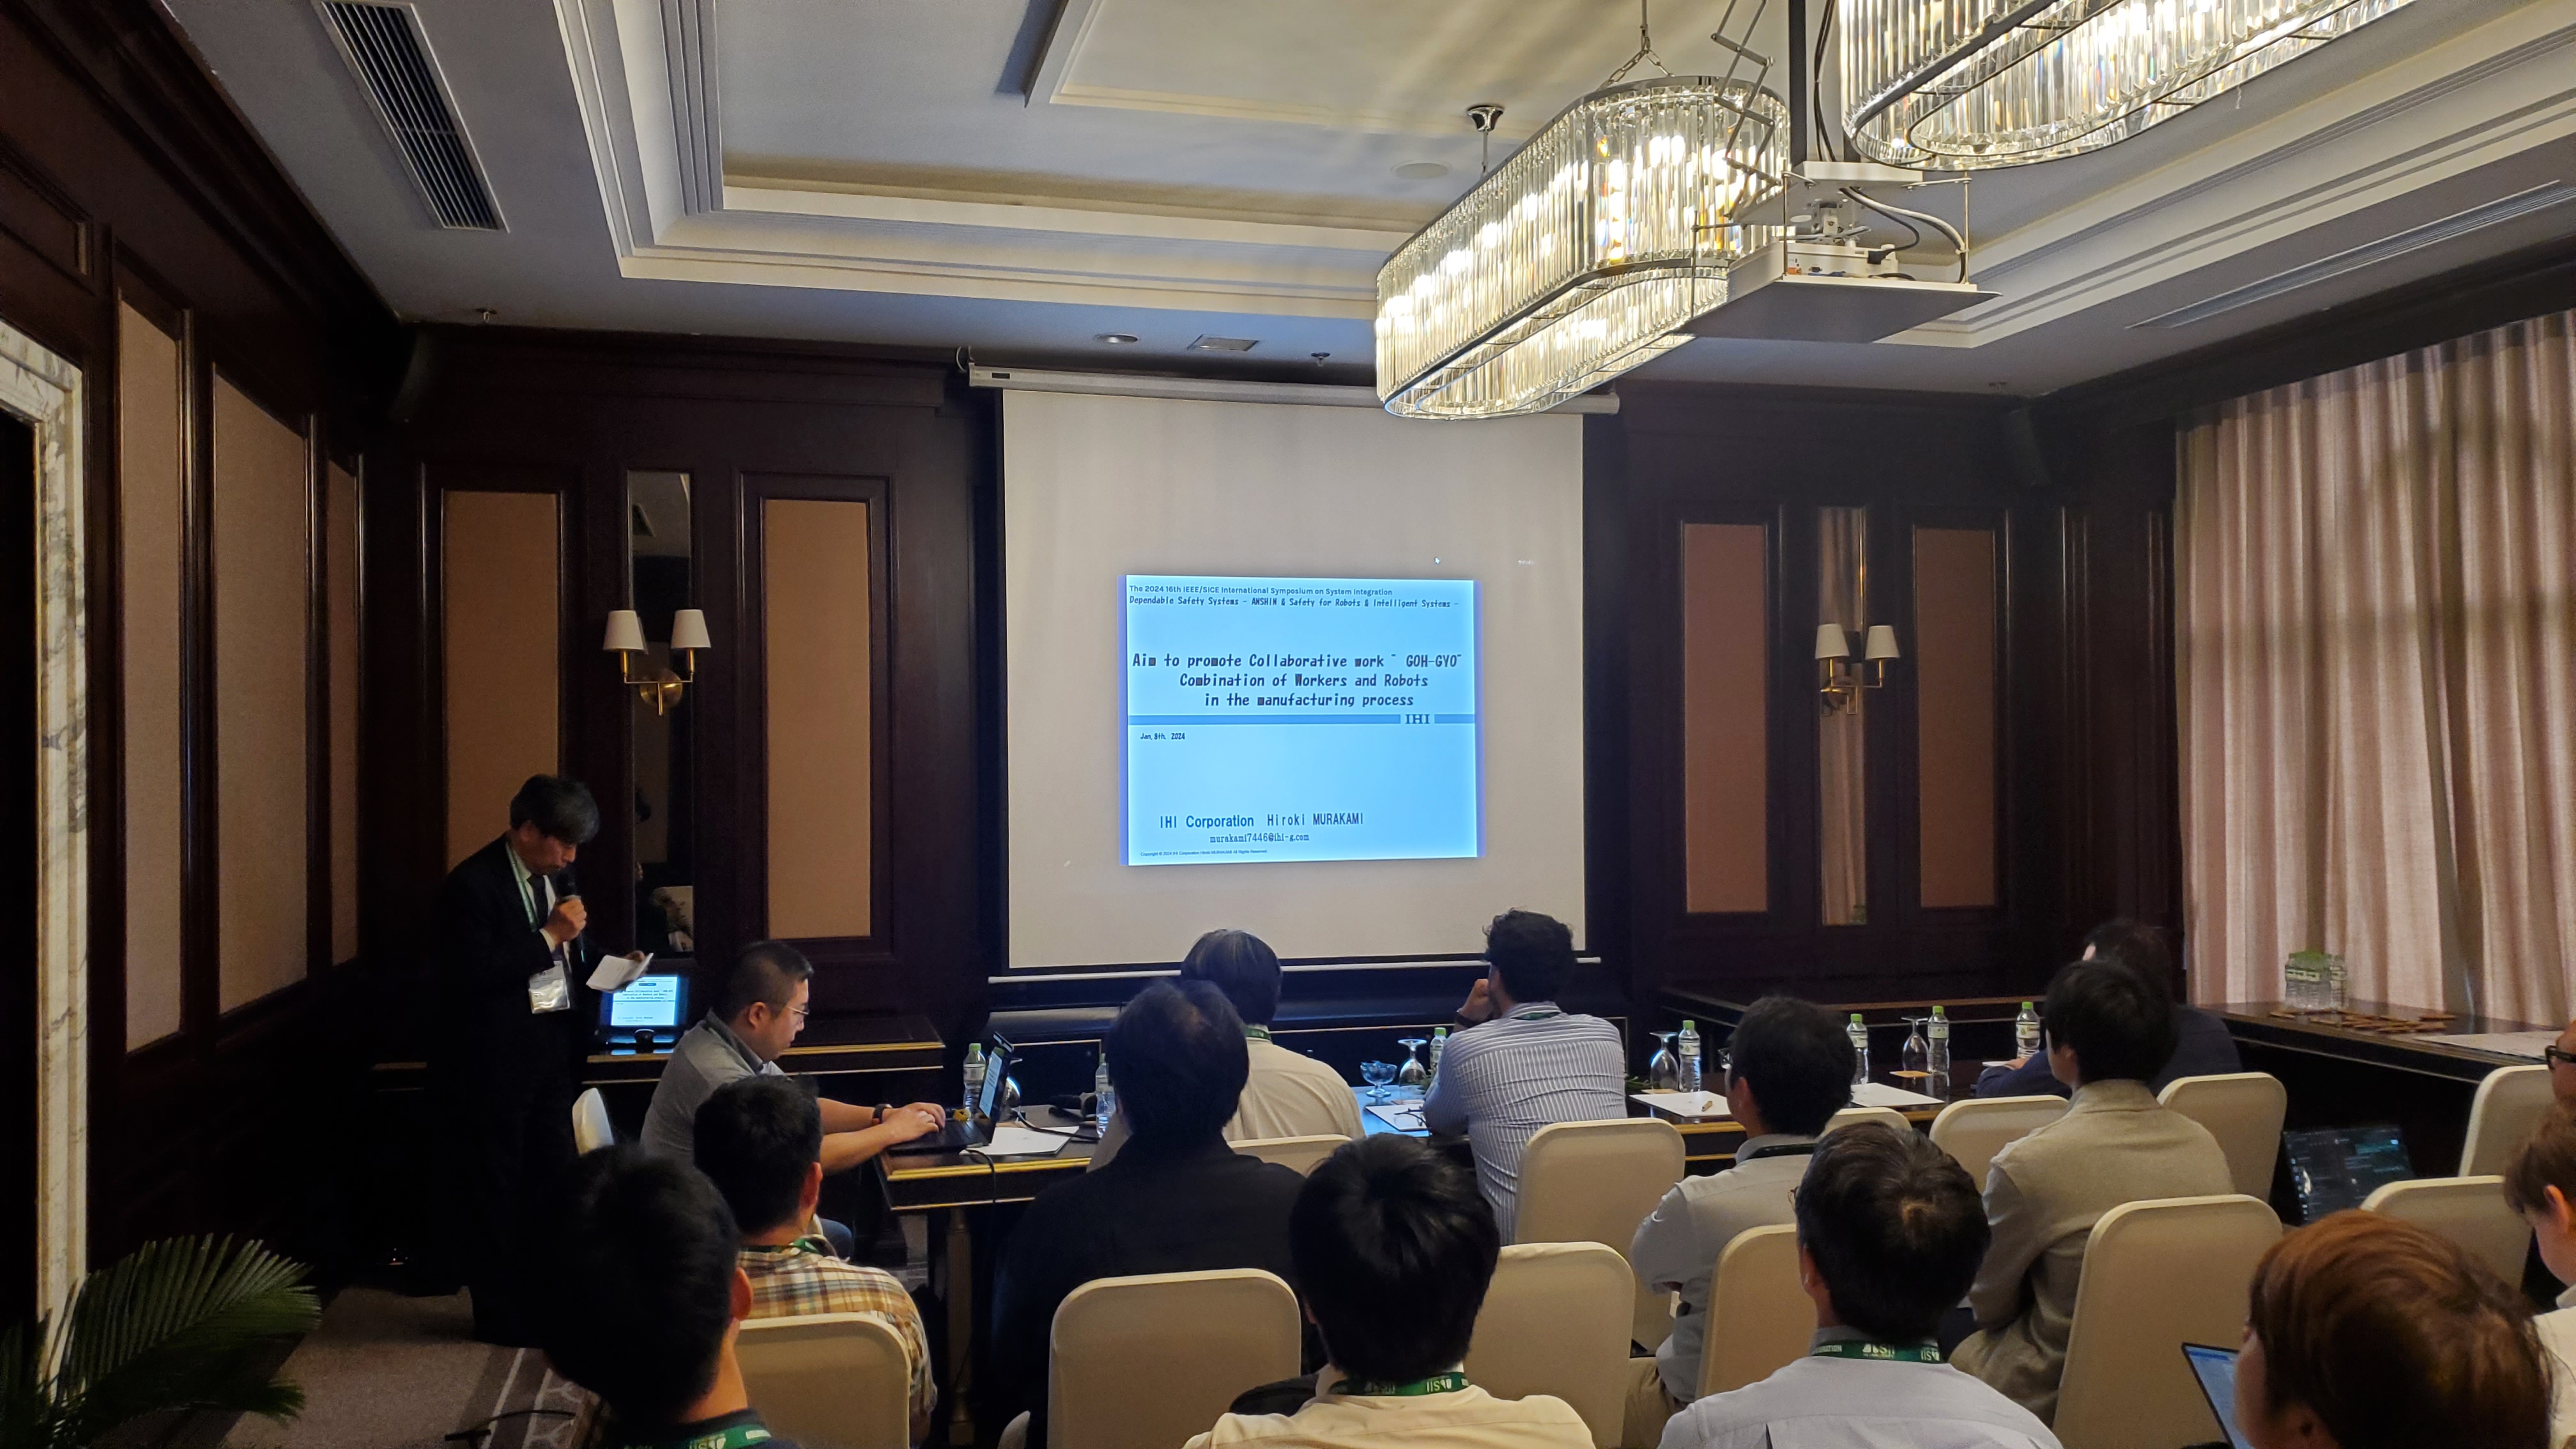 The 2024 16th IEEE/SICE International Symposium on System Integration
Dependable Safety Systems - ANSHIN & Safety for Robots & Intelligent Systems -
Aim to promote Collaborative work ~ GOH-GYO~
Combination of Workers and Robots
in the manufacturing process
IHI
Jan, 8th, 2024
IHI Corporation Hiroki MURAKAMI
murakami7446@ihi-g.com